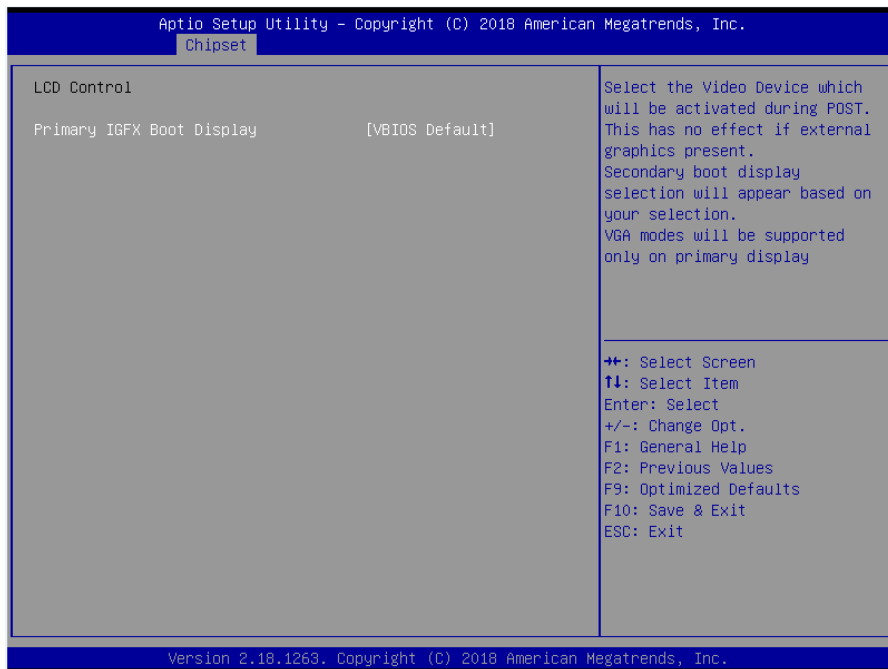 Aptio Setup Utility – Copyright (C) 2018 American Megatrends, Inc.
Chipset
LCD Control
Primary IGFX Boot Display [VBIOS Default]
Select the Video Device which
will be activated during POST.
This has no effect if external
graphics present.
Secondary boot display
selection will appear based on
your selection.
VGA modes will be supported
only on primary display
→←: Select Screen
↑↓: Select Item
Enter: Select
+/-: Change Opt.
F1: General Help
F2: Previous Values
F9: Optimized Defaults
F10: Save & Exit
ESC: Exit
Version 2.18.1263. Copyright (C) 2018 American Megatrends, Inc.